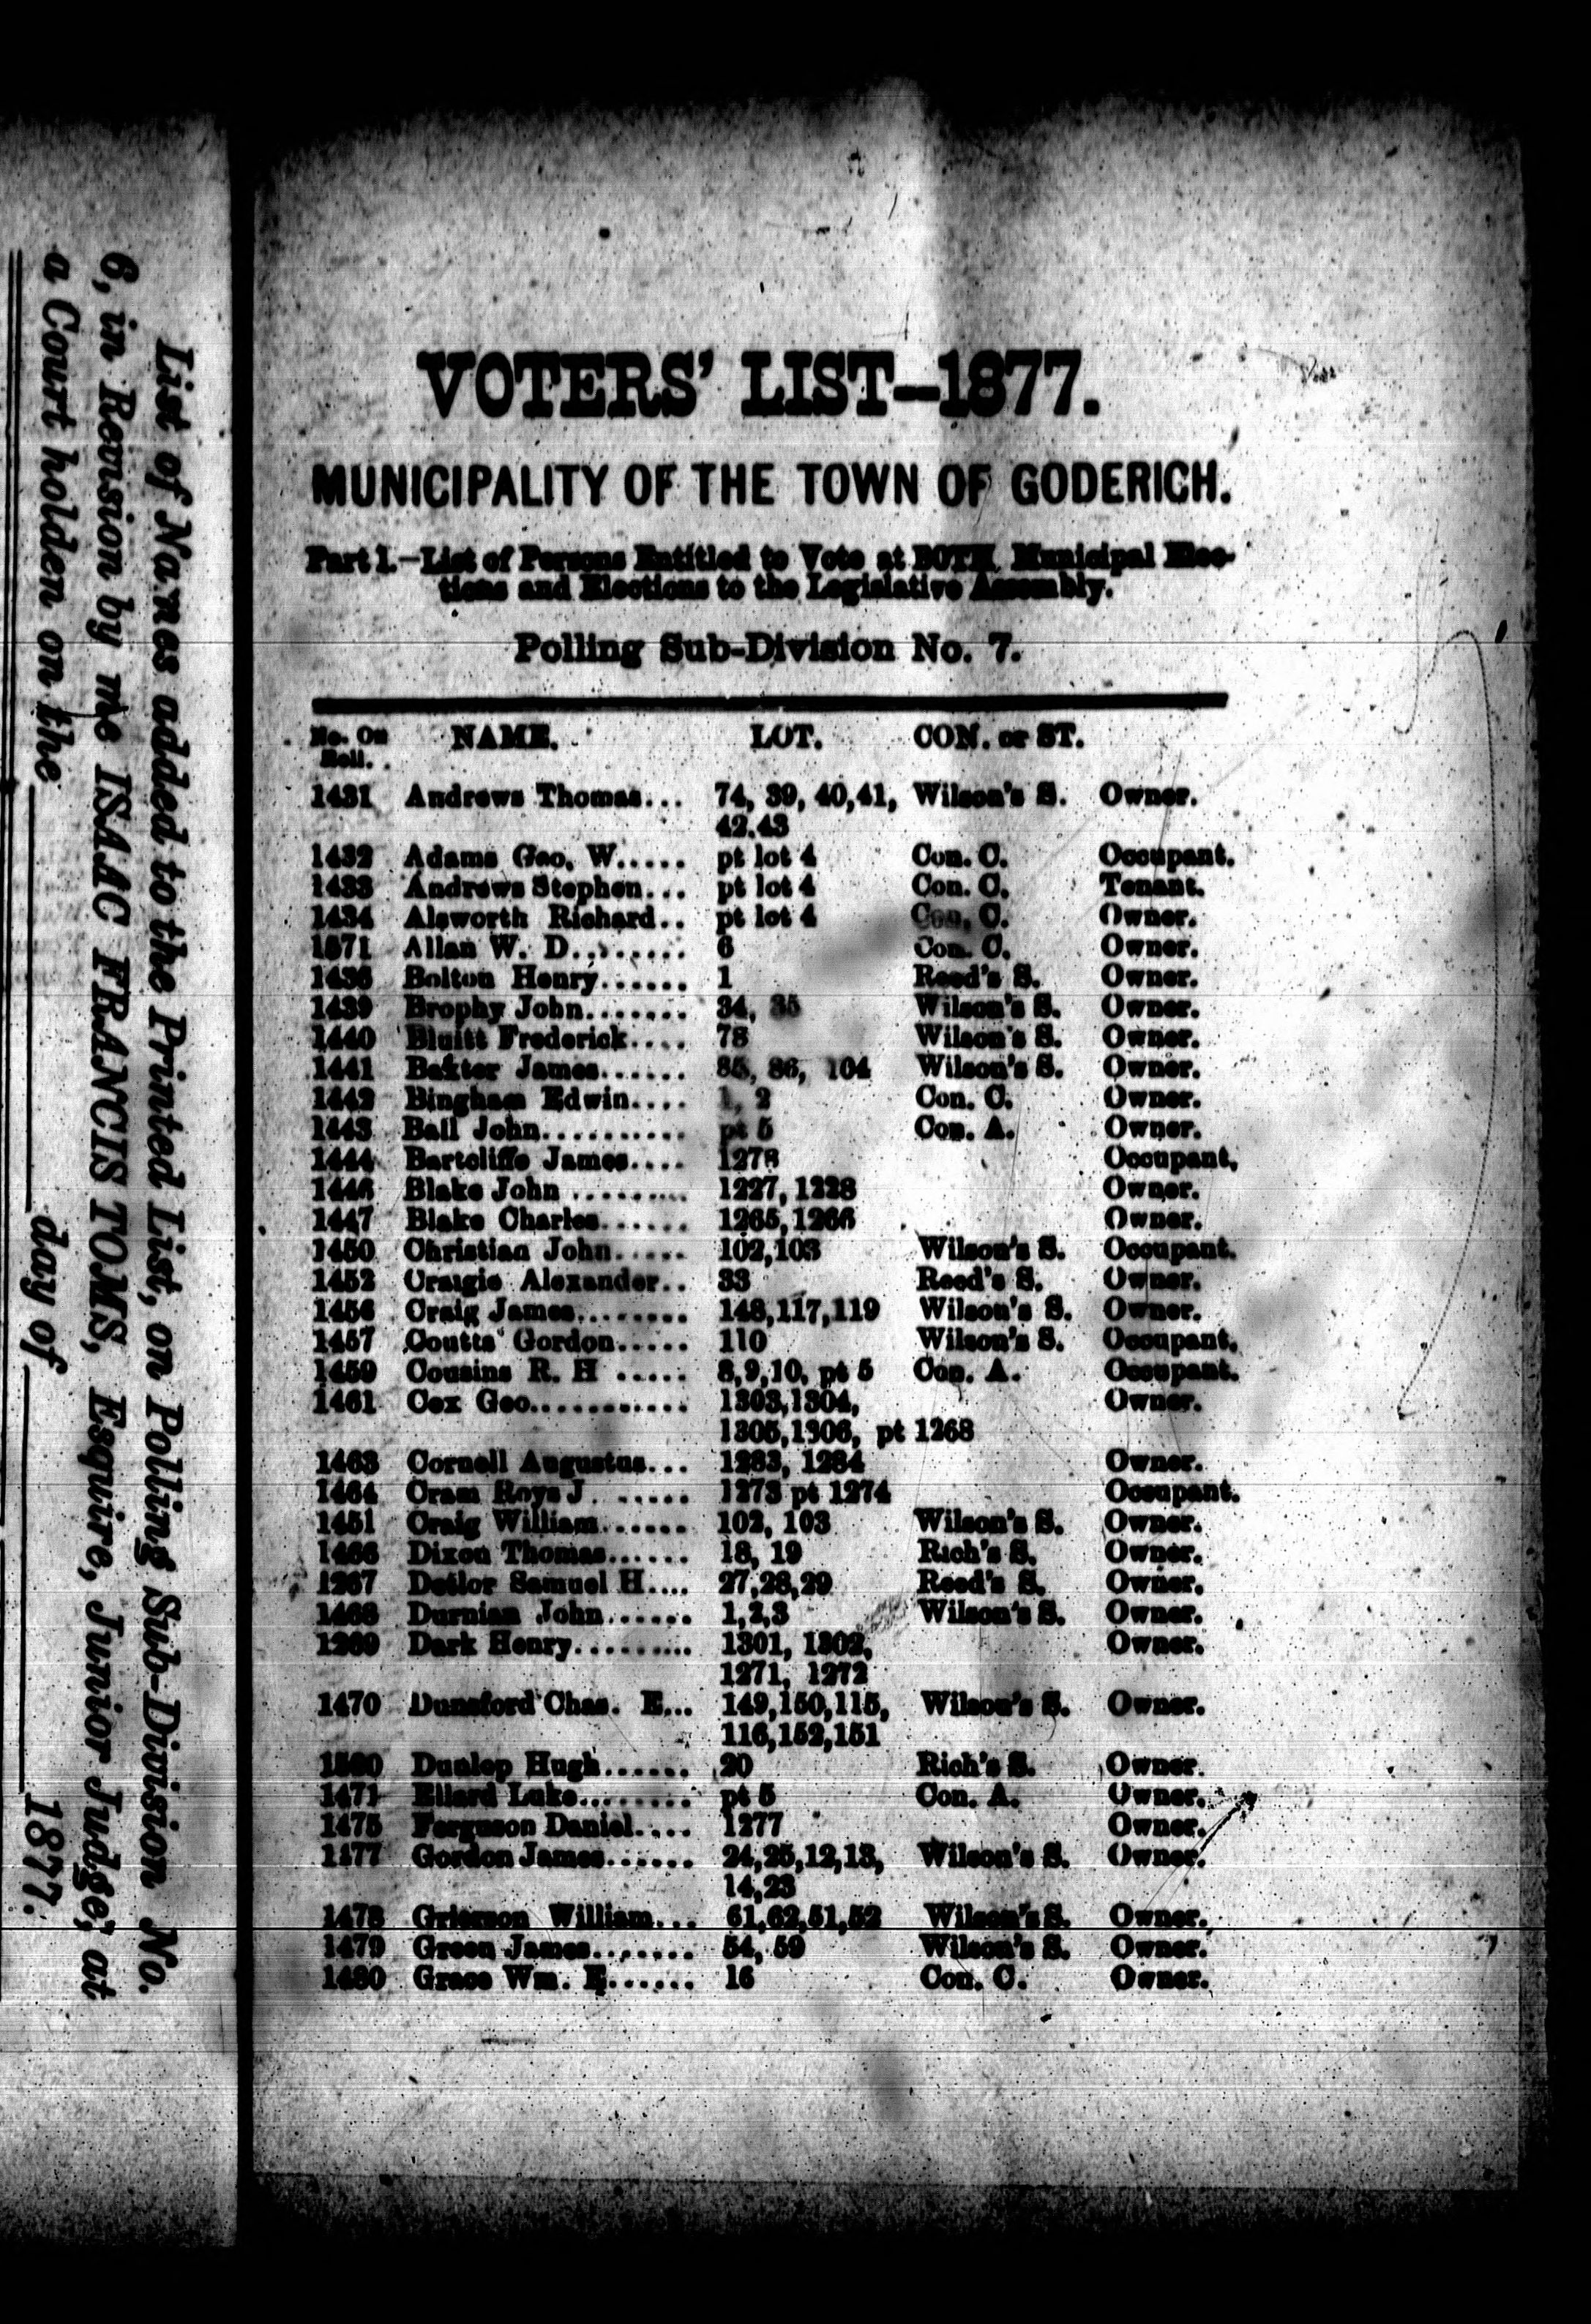 List of Names added to the Printed List, on Polling Sub-Division No.
6, in Revision by me ISAAC FRANCIS TOMS, Esquire, Junior Judge, at
a Court holden on the day of 1877.
VOTERS' LIST—1877.
MUNICIPALITY OF THE TOWN OF GODERICH.
Part 1.—List of Persons Entitled to Vote at BOTH Municipal Elec-
tions and Elections to the Legislative Assembly.
Polling Sub-Division No. 7.
No. On NAME. LOT. CON. or ST.
Roll.
1431 Andrews Thomas... 74, 39, 40,41, Wilson's S. Owner.
42,43
1432 Adams Geo. W..... pt lot 4 Con. C. Occupant.
1433 Andrews Stephen... pt lot 4 Con. C. Tenant.
1434 Alsworth Richard.. pt lot 4 Con. C. Owner.
1571 Allan W. D........ 6 Con. C. Owner.
1436 Bolton Henry...... 1 Reed's S. Owner.
1439 Brophy John....... 34, 35 Wilson's S. Owner.
1440 Bluitt Frederick.... 78 Wilson's S. Owner.
1441 Baxter James...... 85, 86, 104 Wilson's S. Owner.
1442 Bingham Edwin.... 1, 2 Con. C. Owner.
1443 Ball John.......... pt 5 Con. A. Owner.
1444 Bartcliffe James.... 1278 Occupant.
1446 Blake John ......... 1227, 1228 Owner.
1447 Blake Charles...... 1265,1266 Owner.
1450 Christian John..... 102,103 Wilson's S. Occupant.
1452 Craigie Alexander.. 33 Reed's S. Owner.
1456 Craig James......... 148,117,119 Wilson's S. Owner.
1457 Coutts Gordon..... 110 Wilson's S. Occupant.
1459 Cousins R. H ..... 8,9,10, pt 5 Con. A. Occupant.
1461 Cox Geo........... 1303,1304, Owner.
1305,1306, pt 1268
1463 Cornell Augustus... 1283, 1284 Owner.
1464 Cram Roys J ...... 1273 pt 1274 Occupant.
1451 Craig William...... 102, 103 Wilson's S. Owner.
1466 Dixon Thomas...... 18, 19 Rich's S. Owner.
1267 Detlor Samuel H.... 27,28,29 Reed's S. Owner.
1468 Durnian John...... 1,2,3 Wilson's S. Owner.
1269 Dark Henry......... 1301, 1302, Owner.
1271, 1272
1470 Dunsford Chas. E... 149,150,115, Wilson's S. Owner.
116,152,151
Dunlop Hugh...... 20 Rich's S. Owner.
1471 Ellard Luke........ pt 5 Con. A. Owner.
1475 Ferguson Daniel.... 1277 Owner.
1477 Gordon James...... 24,25,12,13, Wilson's S. Owner.
14,23
1478 Grierson William... 61,62,51,52 Wilson's S. Owner.
1479 Green James....... 54, 59 Wilson's S. Owner.
1480 Grace Wm. E...... 16 Con. C. Owner.